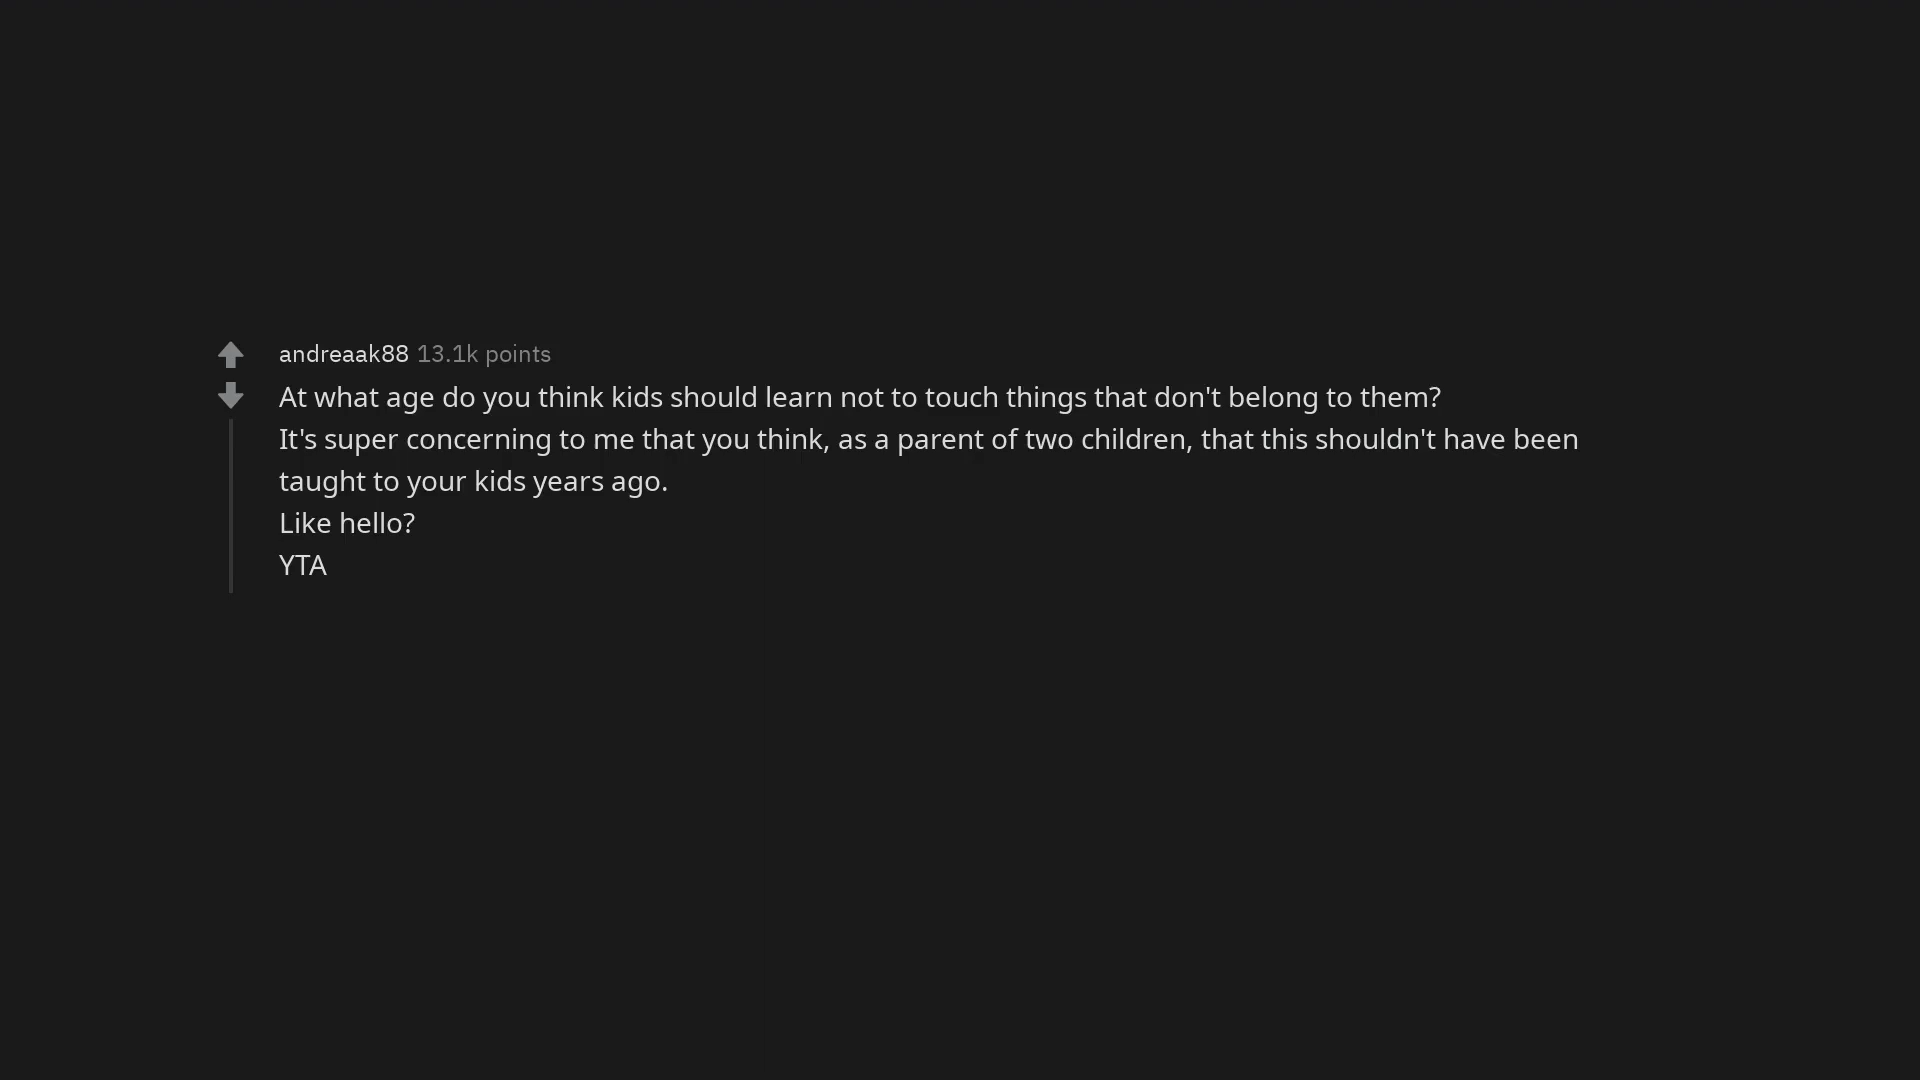 andreaak88 13.1k points
At what age do you think kids should learn not to touch things that don't belong to them?
It's super concerning to me that you think, as a parent of two children, that this shouldn't have been
taught to your kids years ago.
Like hello?
YTA